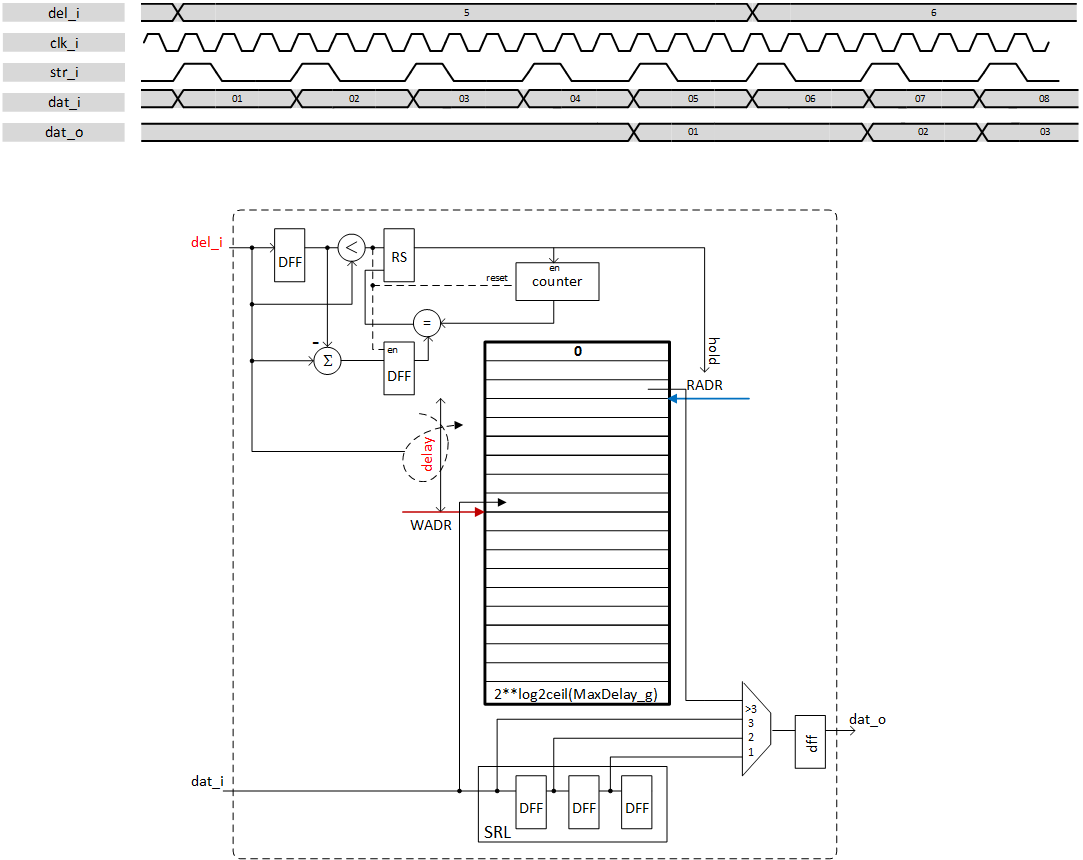 del_i 5 6
clk_i
str_i
dat_i 01 02 03 04 05 06 07 08
dat_o 01 02 03
del_i
DFF
<
RS
reset
en
counter
=
-
Σ
en
DFF
hold
0
RADR
delay
WADR
2**log2ceil(MaxDelay_g)
>3
3
2
1
dff
dat_o
dat_i
DFF DFF DFF
SRL